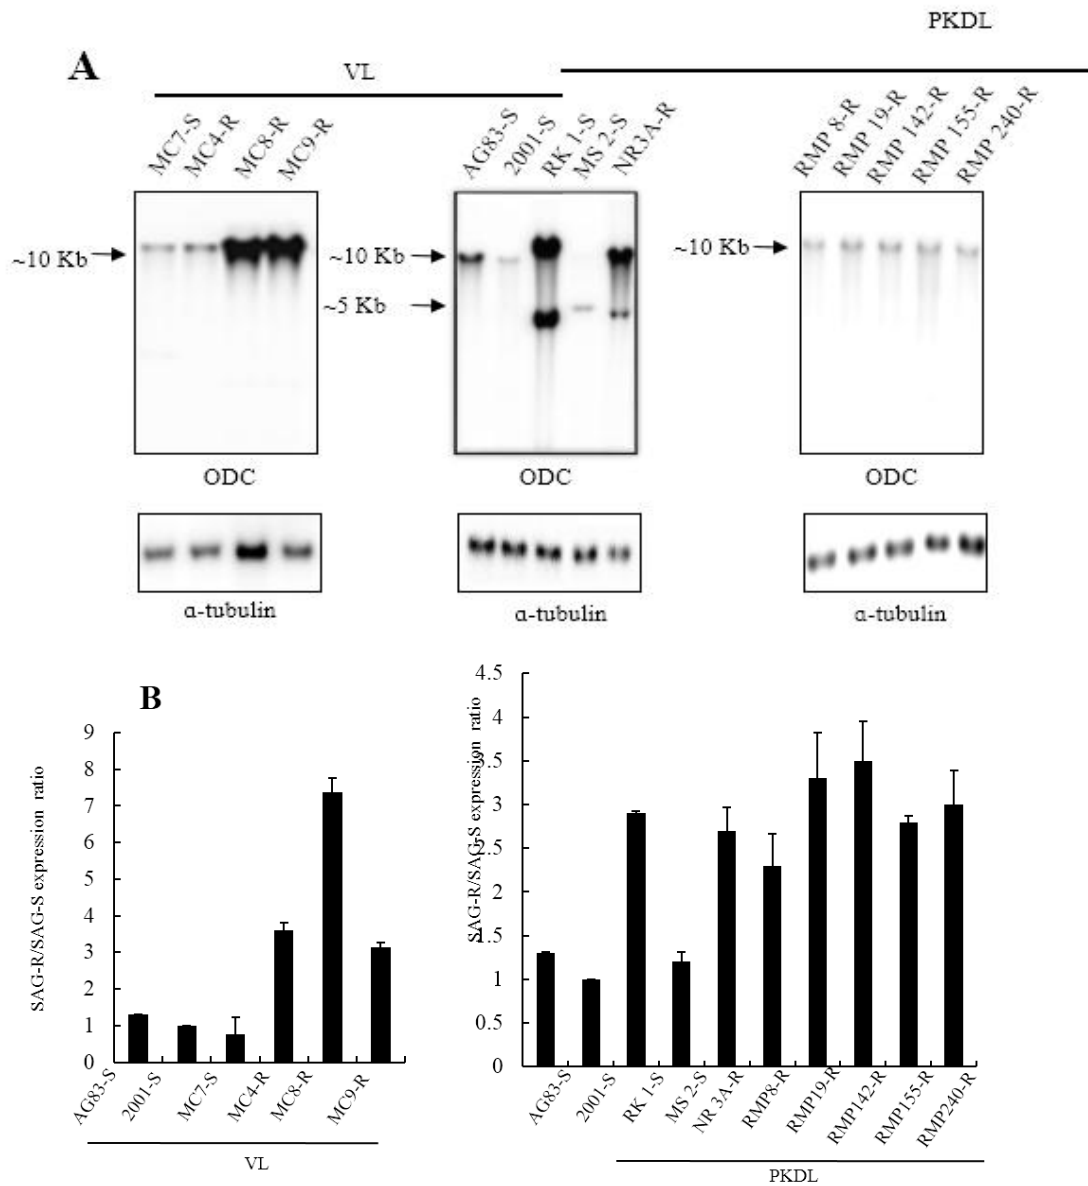 PKDL
A
VL
MC7-S MC4-R MC8-R MC9-R AG83-S 2001-S RK 1-S MS 2-S NR3A-R RMP 8-R RMP 19-R RMP 142-R RMP 155-R RMP 240-R
~10 Kb ~10 Kb ~10 Kb
~5 Kb
ODC ODC ODC
α-tubulin α-tubulin α-tubulin
B
SAG-R/SAG-S expression ratio
9
8
7
6
5
4
3
2
1
0
AG83-S 2001-S MC7-S MC4-R MC8-R MC9-R
VL
SAG-R/SAG-S expression ratio
4.5
4
3.5
3
2.5
2
1.5
1
0.5
0
AG83-S 2001-S RK 1-S MS 2-S NR 3A-R RMP8-R RMP19-R RMP142-R RMP155-R RMP240-R
PKDL